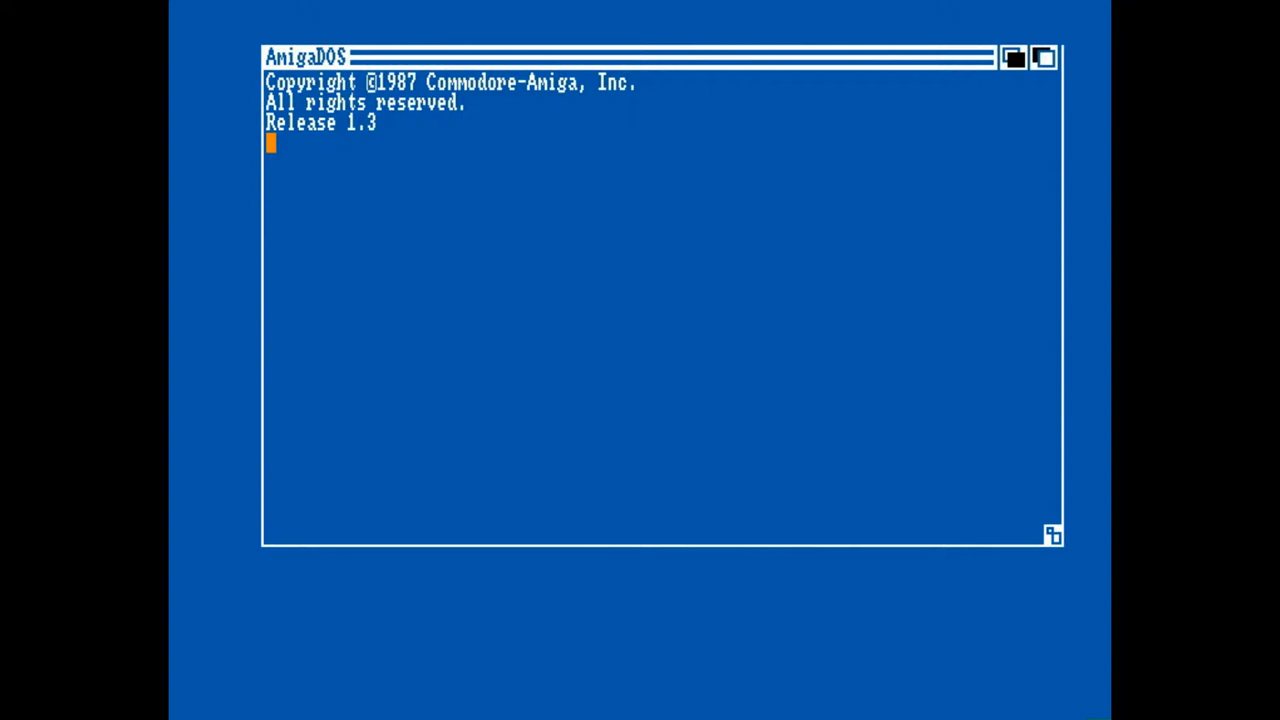 AmigaDOS
Copyright ©1987 Commodore-Amiga, Inc.
All rights reserved.
Release 1.3